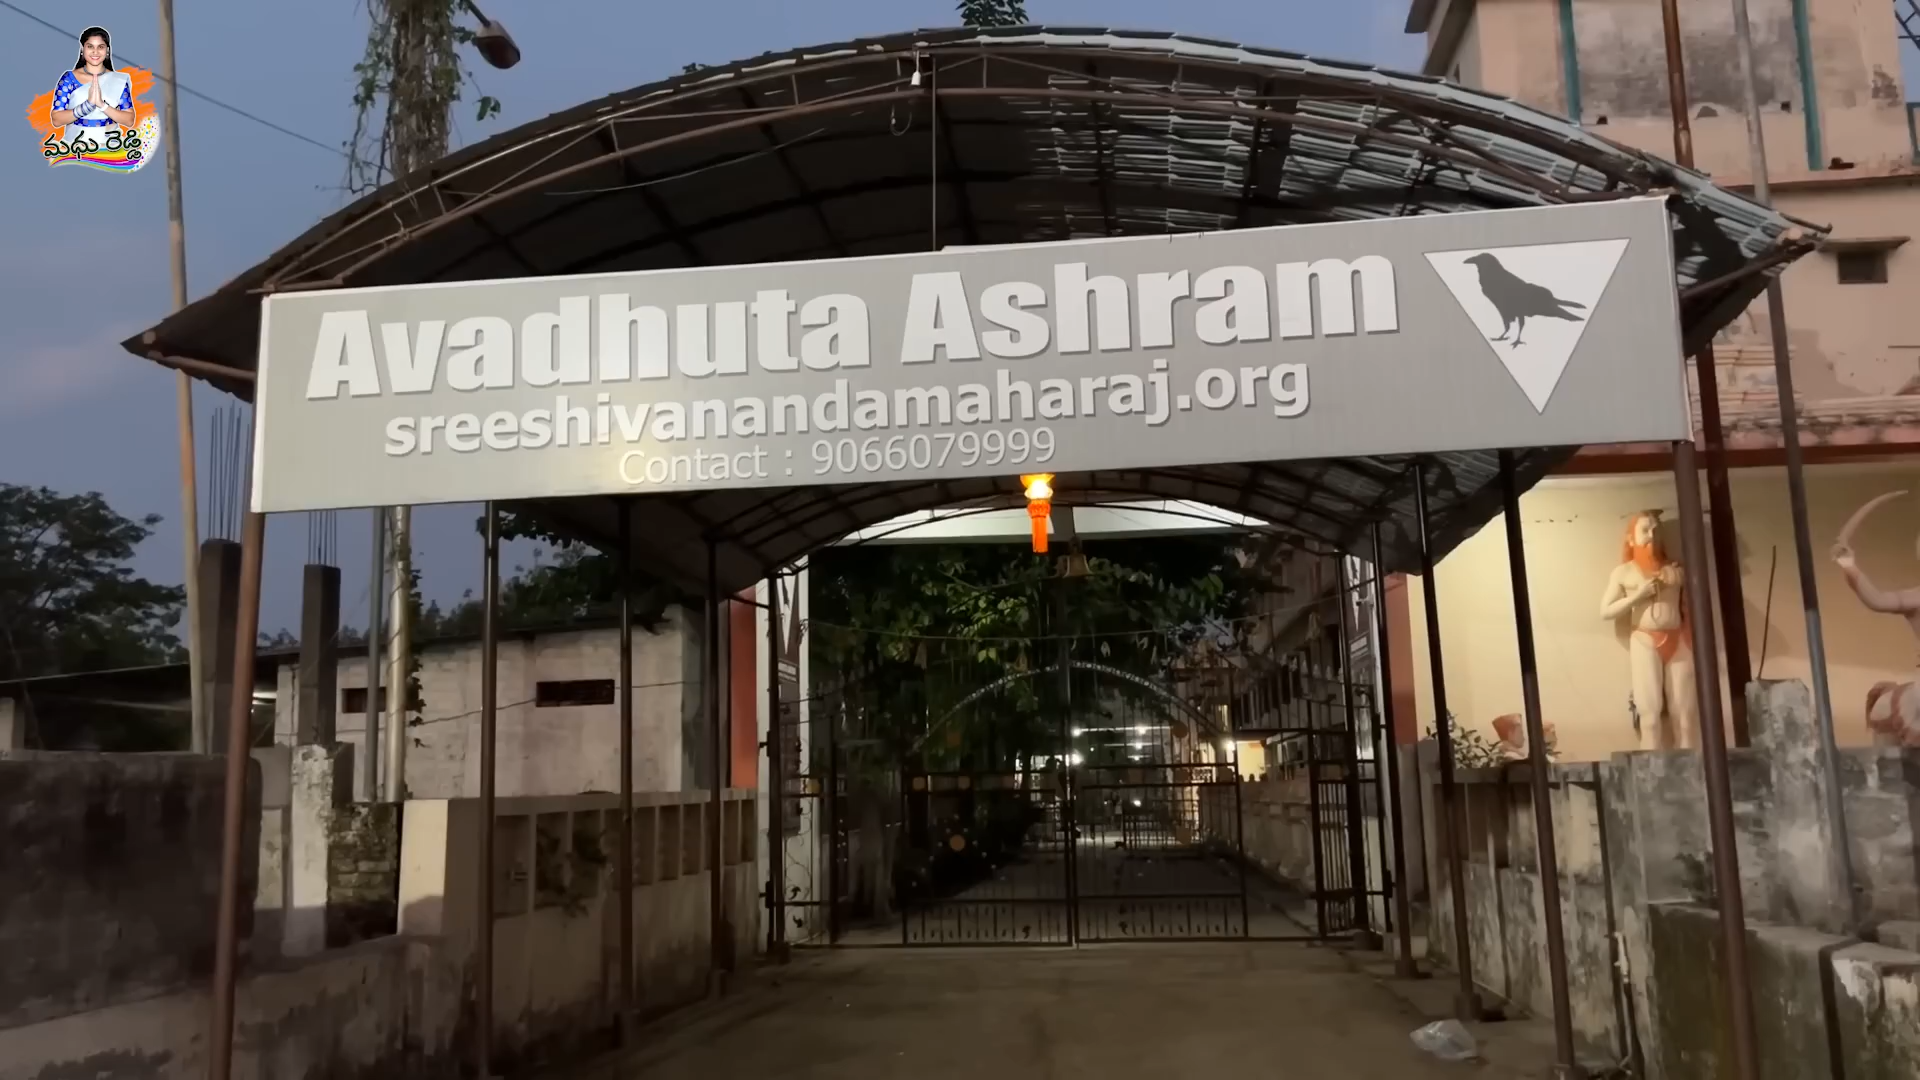 మధు రెడ్డి
Avadhuta Ashram
sreeshivanandamaharaj.org
Contact : 9066079999